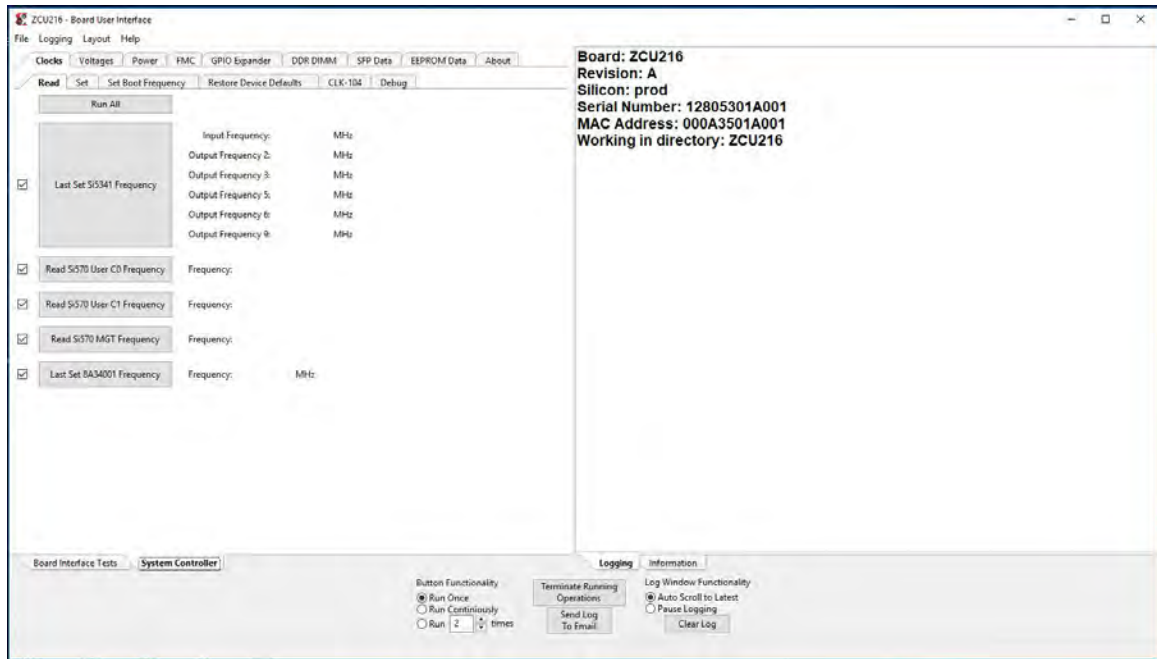 ZCU216 - Board User Interface
File Logging Layout Help
Clocks Voltages Power FMC GPIO Expander DDR DIMM SFP Data EEPROM Data About
Read Set Set Boot Frequency Restore Device Defaults CLK-104 Debug
Run All
Last Set Si5341 Frequency
Input Frequency: MHz
Output Frequency 2: MHz
Output Frequency 3: MHz
Output Frequency 5: MHz
Output Frequency 6: MHz
Output Frequency 9: MHz
Read Si570 User C0 Frequency Frequency:
Read Si570 User C1 Frequency Frequency:
Read Si570 MGT Frequency Frequency:
Last Set 8A34001 Frequency Frequency: MHz
Board: ZCU216
Revision: A
Silicon: prod
Serial Number: 12805301A001
MAC Address: 000A3501A001
Working in directory: ZCU216
Board Interface Tests System Controller
Logging Information
Button Functionality
Run Once
Run Continiously
Run 2 times
Terminate Running
Operations
Send Log
To Email
Log Window Functionality
Auto Scroll to Latest
Pause Logging
Clear Log